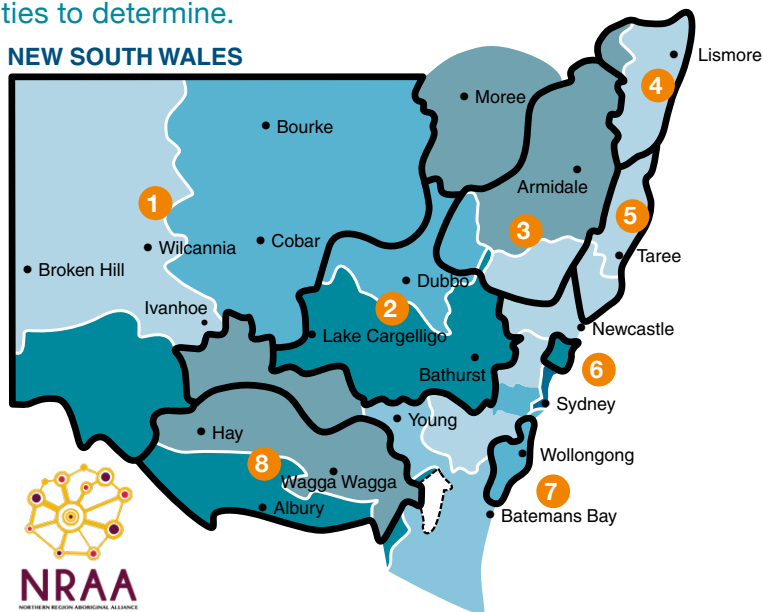 ties to determine.
NEW SOUTH WALES
Lismore
4
Moree
Bourke
Armidale
1
5
3
Wilcannia
Cobar
Taree
Broken Hill
Dubbo
Ivanhoe
2
Newcastle
Lake Cargelligo
6
Bathurst
Sydney
Young
Hay
Wollongong
8
Wagga Wagga
7
Albury
Batemans Bay
NRAA
NORTHERN REGION ABORIGINAL ALLIANCE